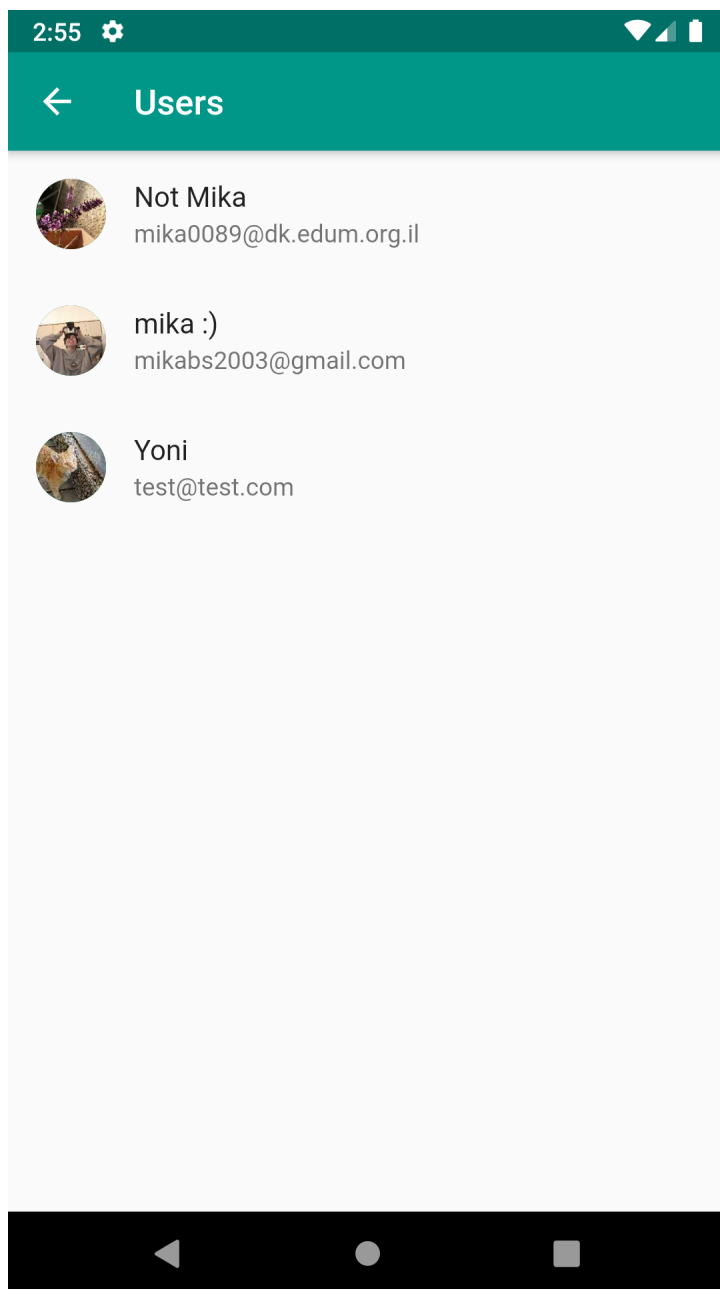 2:55
Users
Not Mika
mika0089@dk.edum.org.il
mika :)
mikabs2003@gmail.com
Yoni
test@test.com